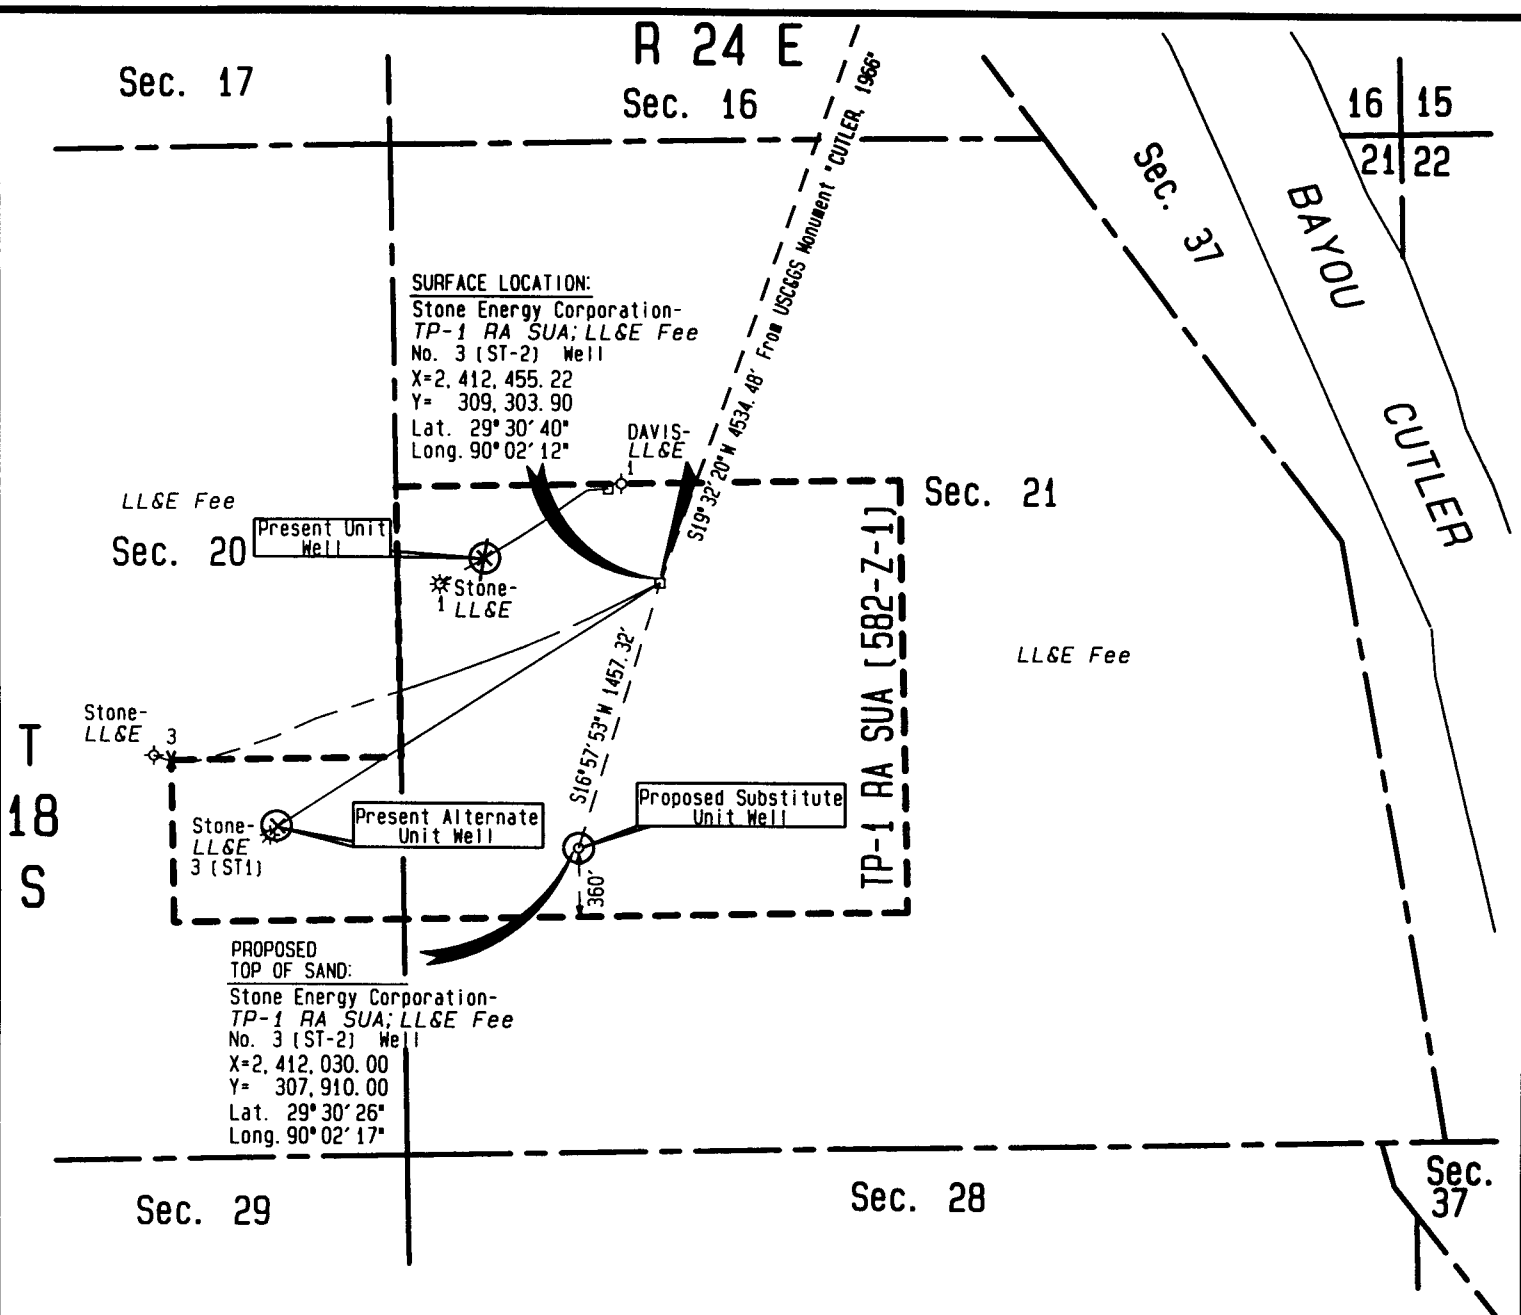 R 24 E
Sec. 17
Sec. 16
16 15
21 22
Sec. 37
BAYOU
CUTLER
S19°32'20"W 4534.48' From USC&GS Monument "CUTLER, 1966"
SURFACE LOCATION:
Stone Energy Corporation-
TP-1 RA SUA; LL&E Fee
No. 3 (ST-2) Well
X=2,412,455.22
Y= 309,303.90
Lat. 29°30'40"
Long. 90°02'12"
DAVIS-
LL&E
1
LL&E Fee
Sec. 20
Present Unit
Well
Stone-
1 LL&E
Sec. 21
TP-1 RA SUA (582-Z-1)
LL&E Fee
S16°57'53"W 1457.32'
Stone-
LL&E
3
T
18
S
Stone-
LL&E
3 (ST1)
Present Alternate
Unit Well
Proposed Substitute
Unit Well
360'
PROPOSED
TOP OF SAND:
Stone Energy Corporation-
TP-1 RA SUA; LL&E Fee
No. 3 (ST-2) Well
X=2,412,030.00
Y= 307,910.00
Lat. 29°30'26"
Long. 90°02'17"
Sec. 29
Sec. 28
Sec.
37